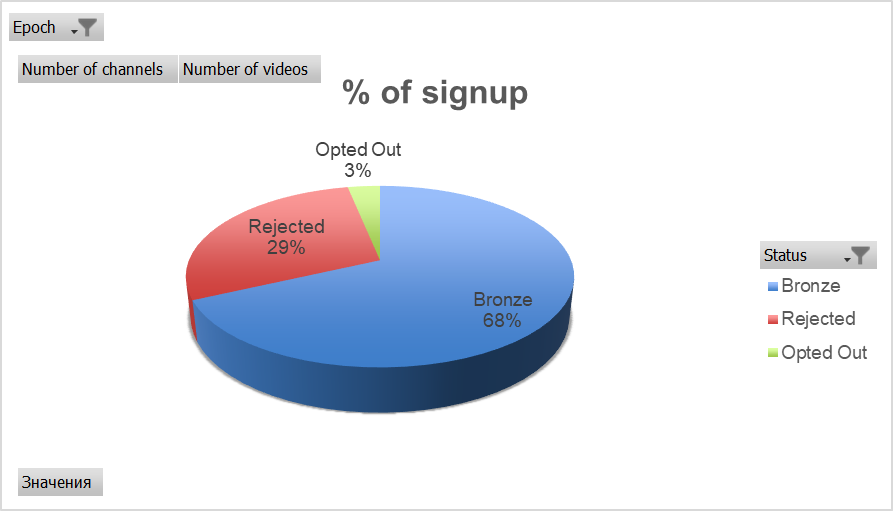 Epoch
Number of channels Number of videos
% of signup
Opted Out
3%
Rejected
29%
Bronze
68%
Status
Bronze
Rejected
Opted Out
Значения